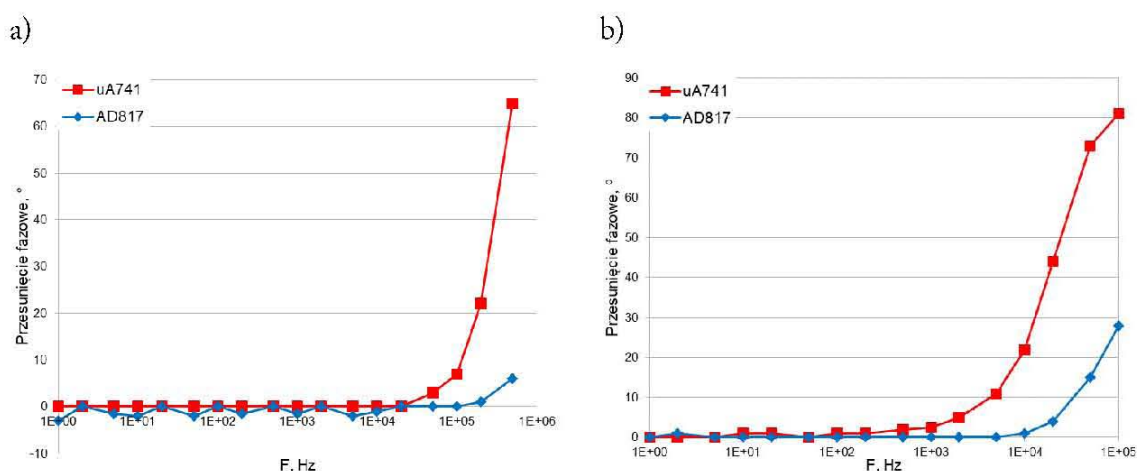 a)
70
60
50
40
30
20
10
0
-10
Przesunięcie fazowe, °
uA741
AD817
1E+00
1E+01
1E+02
1E+03
1E+04
1E+05
1E+06
F, Hz
b)
90
80
70
60
50
40
30
20
10
0
Przesunięcie fazowe, °
uA741
AD817
1E+00
1E+01
1E+02
1E+03
1E+04
1E+05
F, Hz